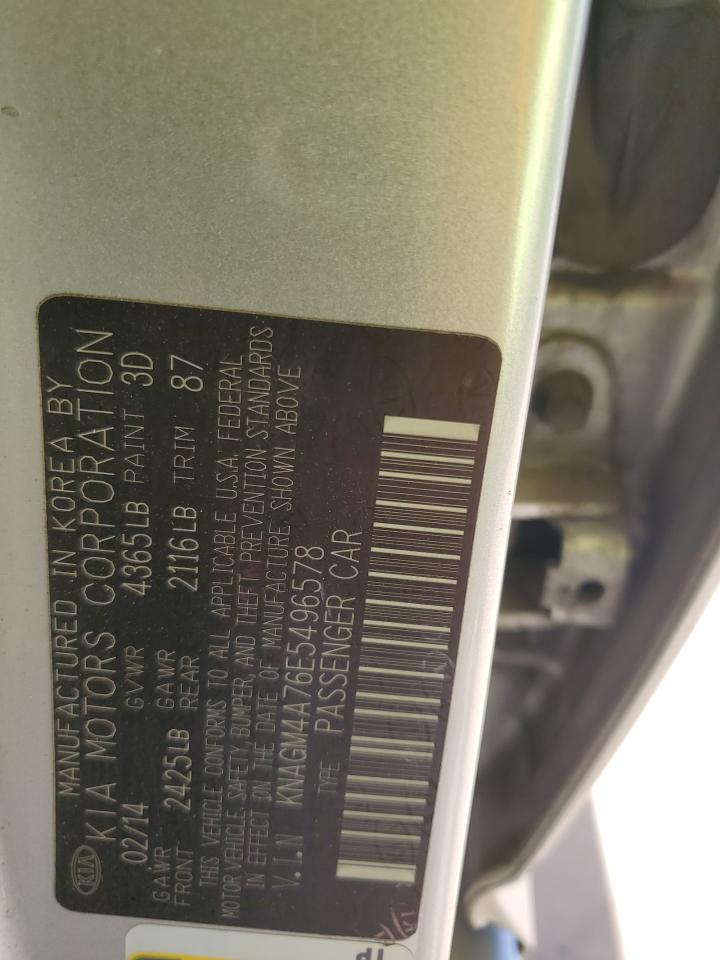 KIA
MANUFACTURED IN KOREA BY
KIA MOTORS CORPORATION
02/14 GVWR 4365LB PAINT 3D
GAWR FRONT 2425LB GAWR REAR 2116LB TRIM 87
THIS VEHICLE CONFORMS TO ALL APPLICABLE U.S.A. FEDERAL
MOTOR VEHICLE SAFETY, BUMPER, AND THEFT PREVENTION STANDARDS
IN EFFECT ON THE DATE OF MANUFACTURE SHOWN ABOVE
V.I.N KNAGM4A76E5496578
TYPE : PASSENGER CAR